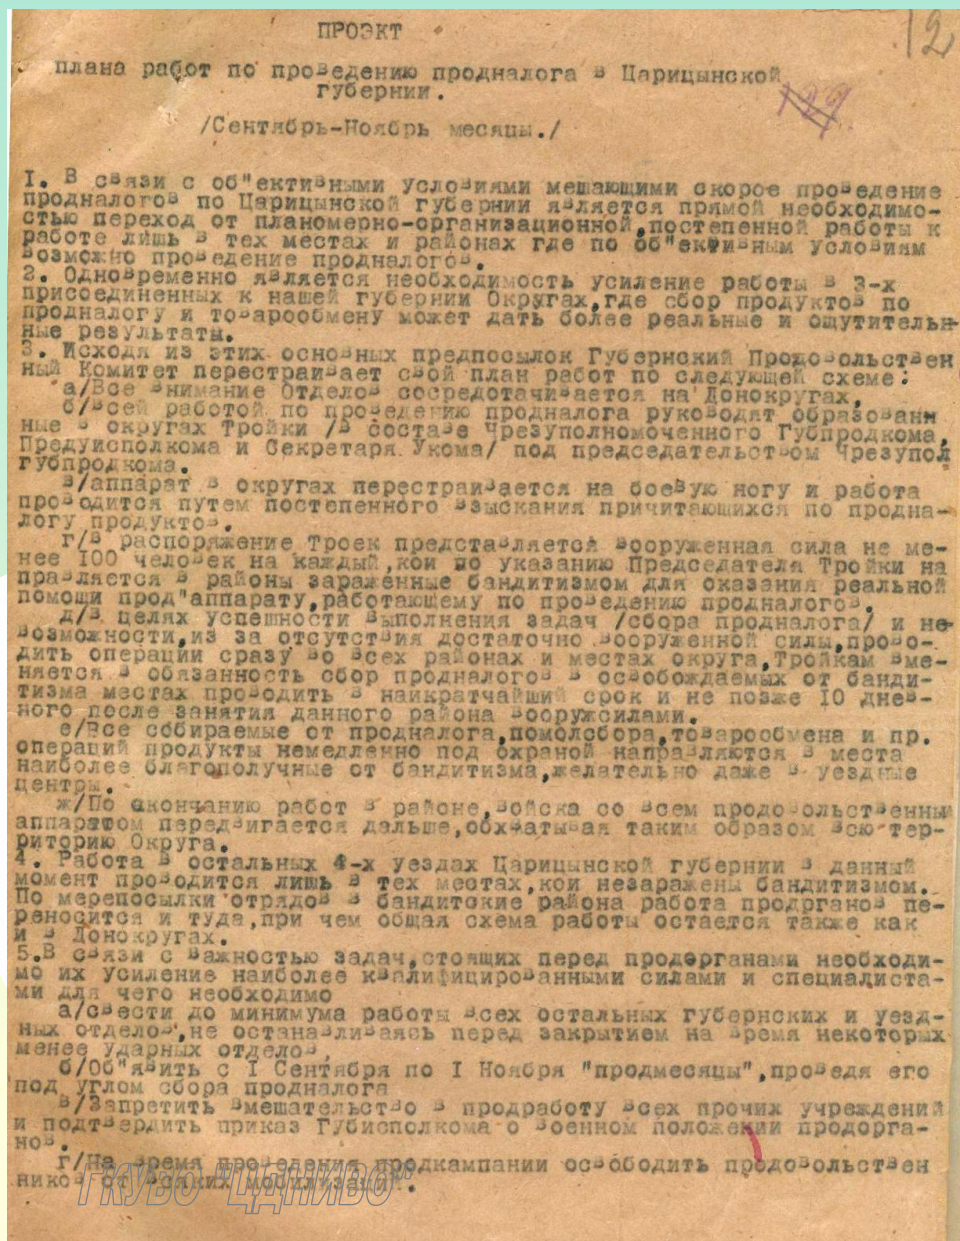 12
ПРОЭКТ
плана работ по проведению продналога в Царицынской
губернии.
129.
/Сентябрь-Ноябрь месяцы./
I. В связи с об"ективными условиями мешающими скорое проведение
продналогов по Царицынской губернии является прямой необходимо-
стью переход от планомерно-организационной,постепенной работы к
работе лишь в тех местах и районах где по об"ективным условиям
возможно проведение продналогов.
2. Одновременно является необходимость усиление работы в 3-х
присоединенных к нашей губернии Округах,где сбор продуктов по
продналогу и товарообмену может дать более реальные и ощутительн-
ные результаты.
3. Исходя из этих основных предпосылок Губернский Продовольствен
ный Комитет перестраивает свой план работ по следующей схеме:
а/Все внимание Отделов сосредотачивается на Донокругах,
б/всей работой по проведению продналога руководят образованн
ные в округах Тройки /в составе Чрезуполномоченного Губпродкома,
Предуисполкома и Секретаря Укома/ под председательством Чрезупол
губпродкома.
в/аппарат в округах перестраивается на боевую ногу и работа
проводится путем постепенного взыскания причитающихся по продна-
логу продуктов.
г/В распоряжение Троек представляется вооруженная сила не ме-
нее 100 человек на каждый,кои по указанию Председателя Тройки на
правляется в районы зараженные бандитизмом для оказания реальной
помощи прод"аппарату,работающему по проведению продналогов.
д/В целях успешности выполнения задач /сбора продналога/ и не-
возможности,из за отсутствия достаточно вооруженной силы,прово-
дить операции сразу во всех районах и местах округа,Тройкам вме-
няется в обязанность сбор продналогов в освобождаемых от банди-
тизма местах проводить в наикратчайший срок и не позже 10 днев-
ного после занятия данного района вооружсилами.
е/Все собираемые от продналога,помолсбора,товарообмена и пр.
операций продукты немедленно под охраной направляются в места
наиболее благополучные от бандитизма,желательно даже в уездные
центры.
ж/По окончанию работ в районе,войска со всем продовольственным
аппаратом передвигается дальше,обхватывая таким образом всю тер-
риторию Округа.
4. Работа в остальных 4-х уездах Царицынской губернии в данный
момент проводится лишь в тех местах,кои незаражены бандитизмом.
По мерепосылки отрядов в бандитские района работа продрганов пе-
реносится и туда,при чем общая схема работы остается также как
и в Донокругах.
5.В связи с важностью задач,стоящих перед продорганами необходи-
мо их усиление наиболее квалифицированными силами и специалиста-
ми для чего необходимо
а/свести до минимума работы всех остальных губернских и уезд-
ных отделов,не останавливаясь перед закрытием на время некоторых
менее ударных отделов,
б/Об"явить с I Сентября по I Ноября "продмесяцы",проведя его
под углом сбора продналога
в/Запретить вмешательство в продработу всех прочих учреждений
и подтвердить приказ Губисполкома о военном положении продорга-
нов.
г/На время проведения продкампании освободить продовольствен
ников от всяких мобилизаций.
ГКУВО "ЦДНИВО"